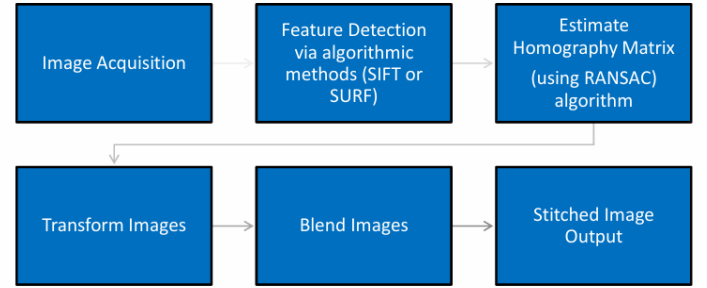 Image Acquisition
Feature Detection
via algorithmic
methods (SIFT or
SURF)
Estimate
Homography Matrix
(using RANSAC)
algorithm
Transform Images
Blend Images
Stitched Image
Output